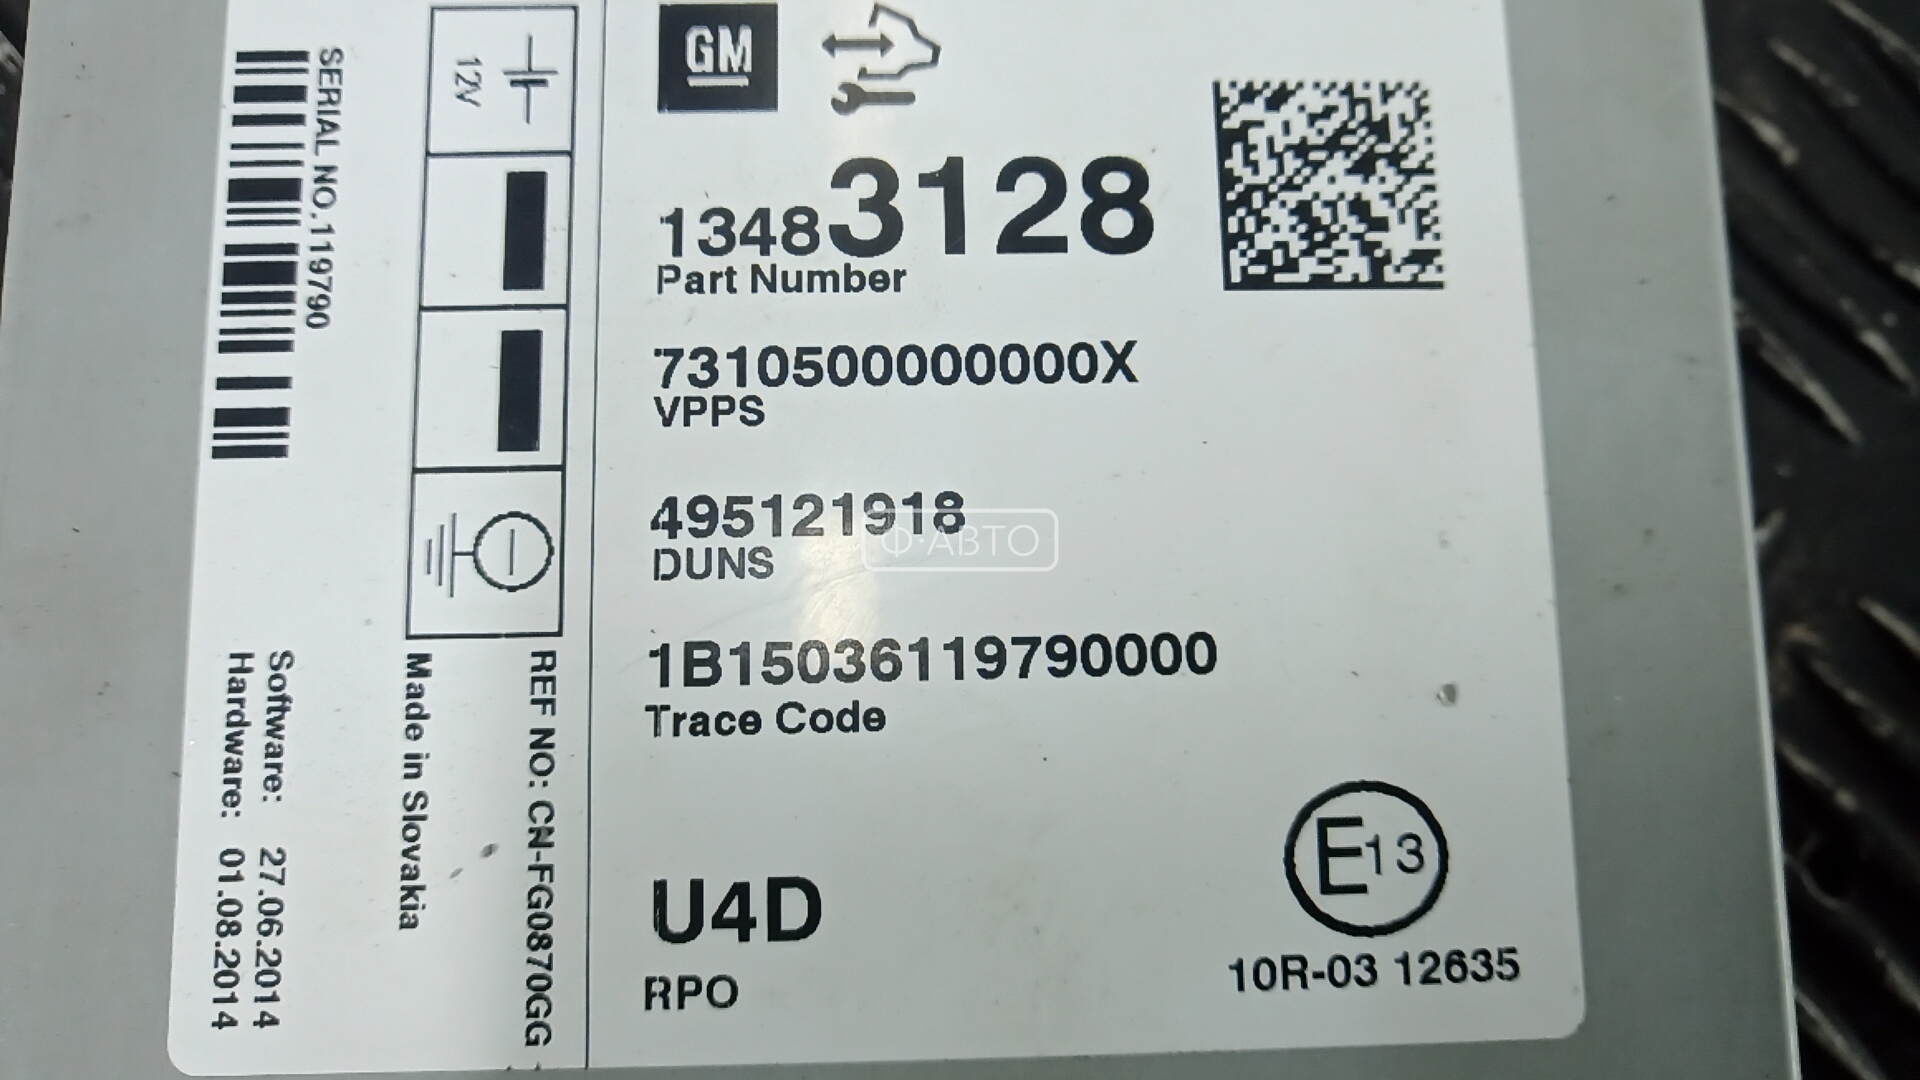 GM
13483128
Part Number
7310500000000X
VPPS
495121918
DUNS
1B15036119790000
Trace Code
U4D
RPO
E13
10R-03 12635
12V
REF NO: CN-FG0870GG
Made in Slovakia
SERIAL NO.119790
Software: 27.06.2014
Hardware: 01.08.2014
Ф·АВТО